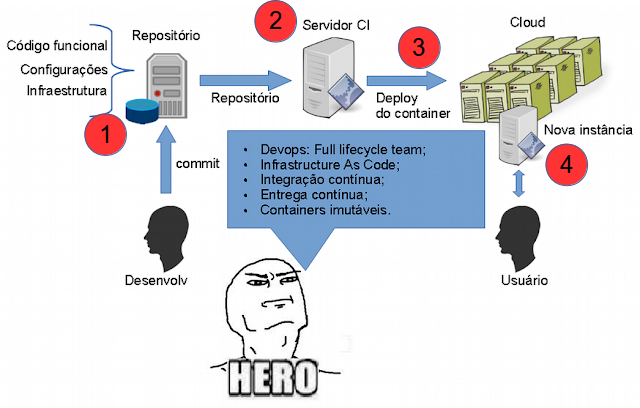 Código funcional
Configurações
Infraestrutura
1
Repositório
commit
Desenvolv
Repositório
2
Servidor CI
3
Deploy
do container
Cloud
Nova instância
4
Usuário
• Devops: Full lifecycle team;
• Infrastructure As Code;
• Integração contínua;
• Entrega contínua;
• Containers imutáveis.
HERO